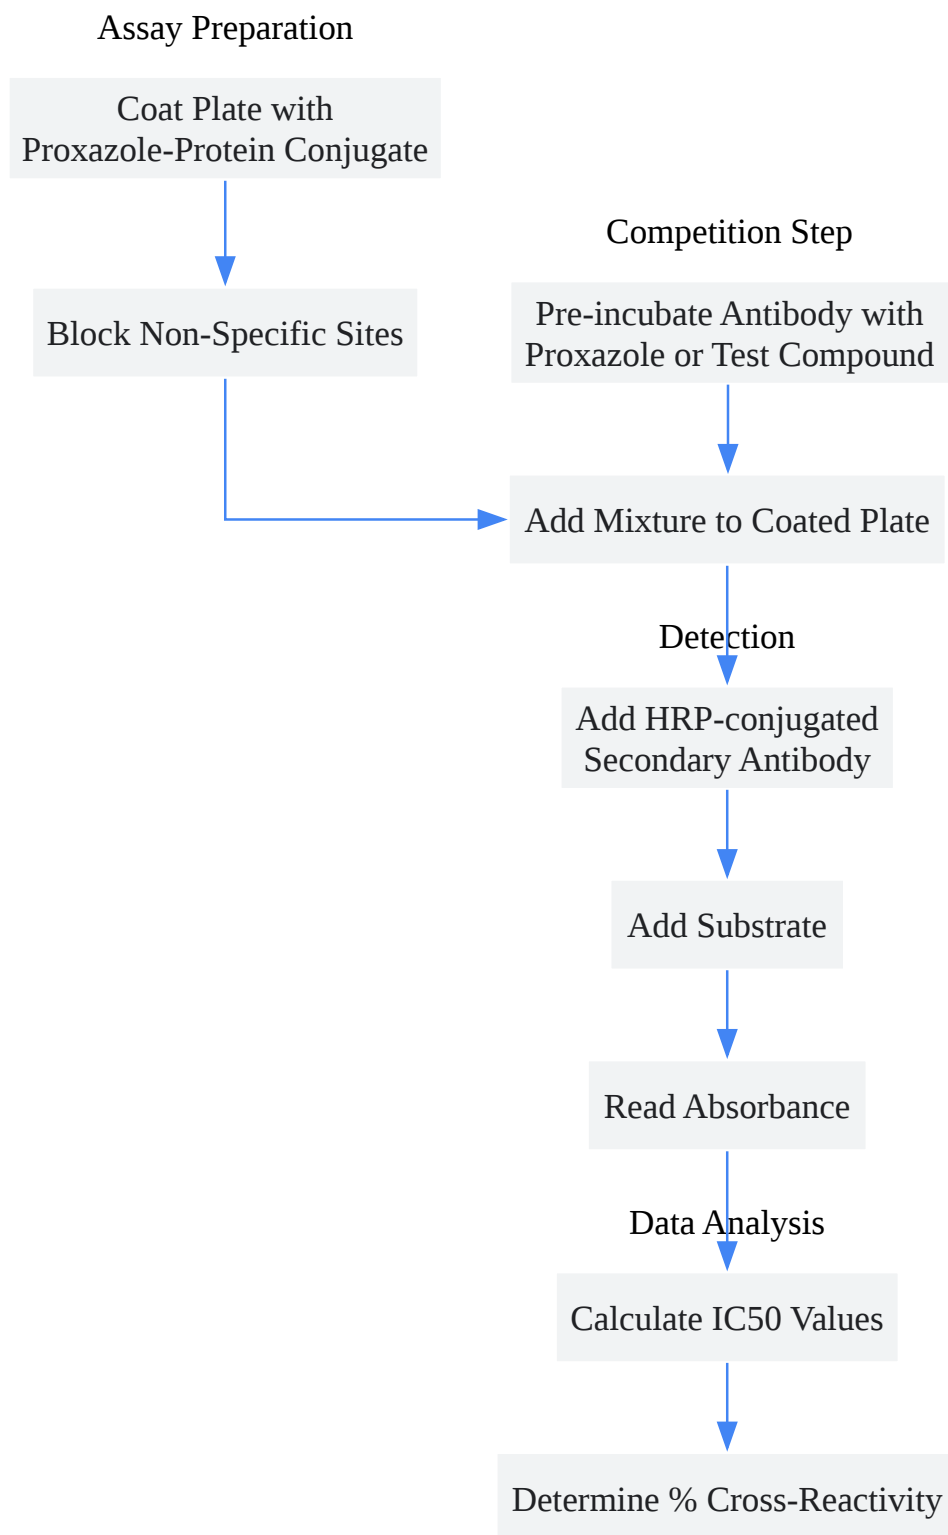 Assay Preparation
Coat Plate with
Proxazole-Protein Conjugate
Block Non-Specific Sites
Competition Step
Pre-incubate Antibody with
Proxazole or Test Compound
Add Mixture to Coated Plate
Detection
Add HRP-conjugated
Secondary Antibody
Add Substrate
Read Absorbance
Data Analysis
Calculate IC50 Values
Determine % Cross-Reactivity